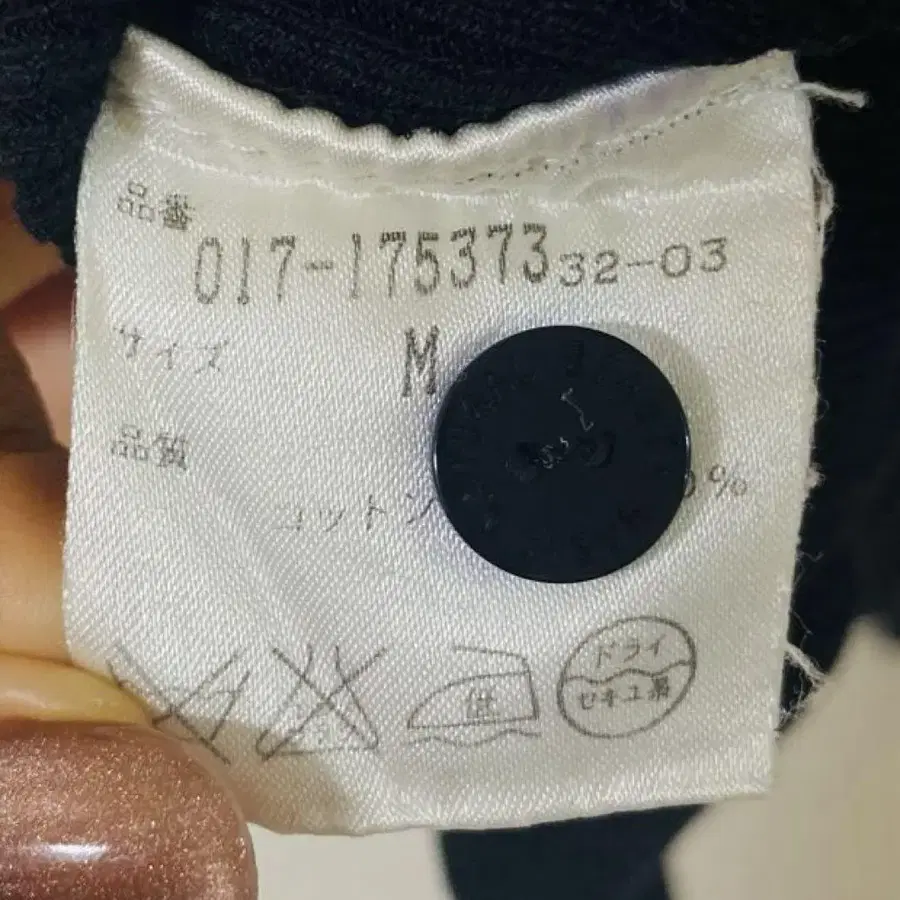 品番
017-175373 32-03
サイズ M
品質
コットン %
低
ドライ
セキユ系